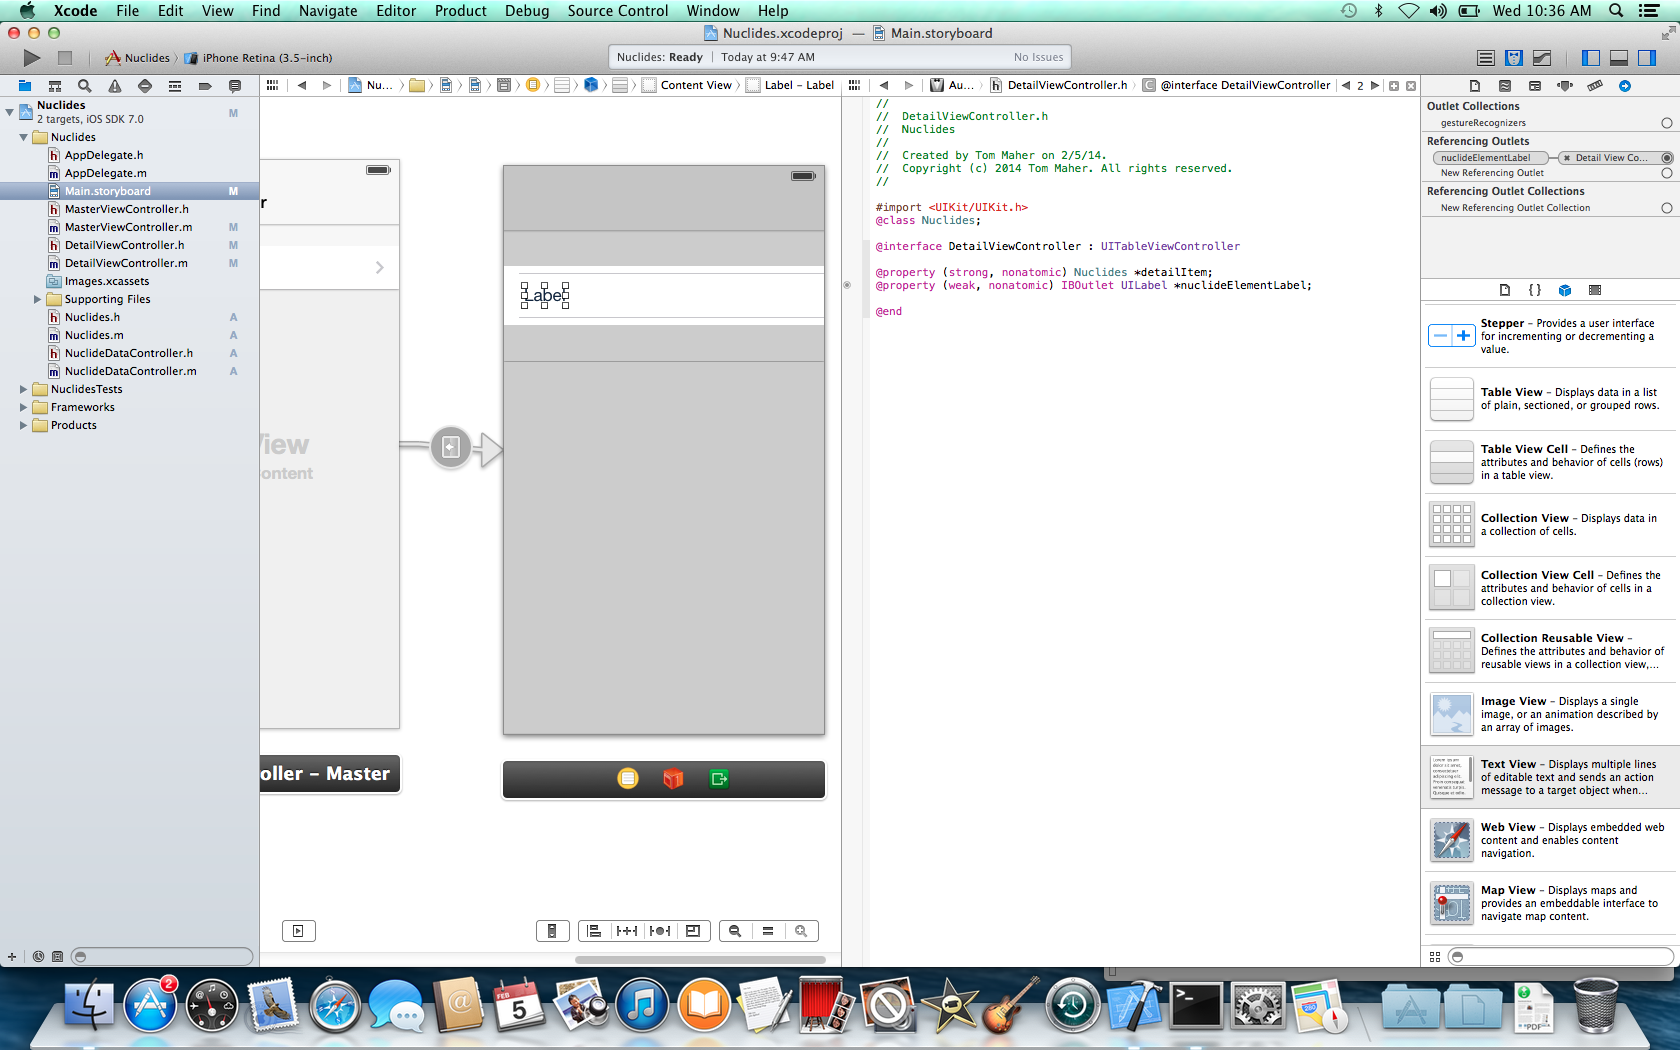 Xcode File Edit View Find Navigate Editor Product Debug Source Control Window Help
Wed 10:36 AM
Nuclides.xcodeproj — Main.storyboard
Nuclides iPhone Retina (3.5-inch)
Nuclides: Ready Today at 9:47 AM No Issues
Nu... Content View Label – Label
Au... DetailViewController.h @interface DetailViewController 2
Nuclides M
2 targets, iOS SDK 7.0
Nuclides
AppDelegate.h
AppDelegate.m
Main.storyboard M
MasterViewController.h
MasterViewController.m M
DetailViewController.h M
DetailViewController.m M
Images.xcassets
Supporting Files
Nuclides.h A
Nuclides.m A
NuclideDataController.h A
NuclideDataController.m A
NuclidesTests
Frameworks
Products
r
View
ontent
oller – Master
Label
//
// DetailViewController.h
// Nuclides
//
// Created by Tom Maher on 2/5/14.
// Copyright (c) 2014 Tom Maher. All rights reserved.
//
#import <UIKit/UIKit.h>
@class Nuclides;
@interface DetailViewController : UITableViewController
@property (strong, nonatomic) Nuclides *detailItem;
@property (weak, nonatomic) IBOutlet UILabel *nuclideElementLabel;
@end
Outlet Collections
gestureRecognizers
Referencing Outlets
nuclideElementLabel Detail View Co...
New Referencing Outlet
Referencing Outlet Collections
New Referencing Outlet Collection
{ }
Stepper – Provides a user interface
for incrementing or decrementing a
value.
Table View – Displays data in a list
of plain, sectioned, or grouped rows.
Table View Cell – Defines the
attributes and behavior of cells (rows)
in a table view.
Collection View – Displays data in
a collection of cells.
Collection View Cell – Defines the
attributes and behavior of cells in a
collection view.
Collection Reusable View –
Defines the attributes and behavior of
reusable views in a collection view,...
Image View – Displays a single
image, or an animation described by
an array of images.
Text View – Displays multiple lines
of editable text and sends an action
message to a target object when...
Web View – Displays embedded web
content and enables content
navigation.
Map View – Displays maps and
provides an embeddable interface to
navigate map content.
2
FEB
5
PDF